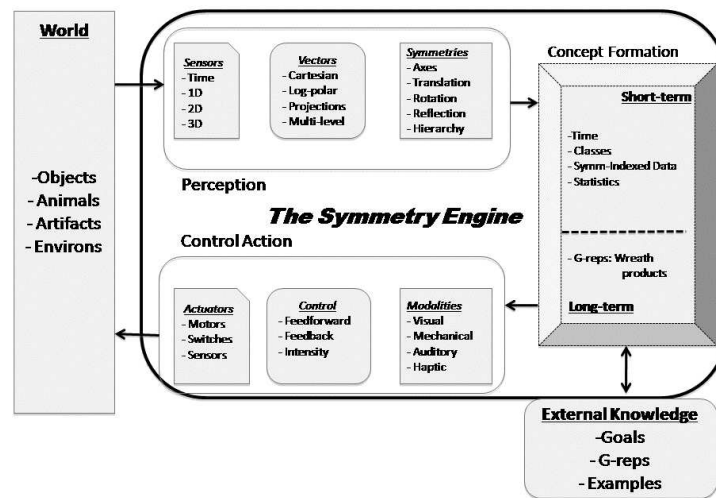 World
-Objects
- Animals
- Artifacts
- Environs
Sensors
- Time
- 1D
- 2D
- 3D
Vectors
- Cartesian
- Log-polar
- Projections
- Multi-level
Symmetries
- Axes
- Translation
- Rotation
- Reflection
- Hierarchy
Perception
The Symmetry Engine
Control Action
Actuators
- Motors
- Switches
- Sensors
Control
- Feedforward
- Feedback
- Intensity
Modalities
- Visual
- Mechanical
- Auditory
- Haptic
Concept Formation
Short-term
-Time
- Classes
- Symm-Indexed Data
- Statistics
- G-reps: Wreath
products
Long-term
External Knowledge
-Goals
- G-reps
- Examples